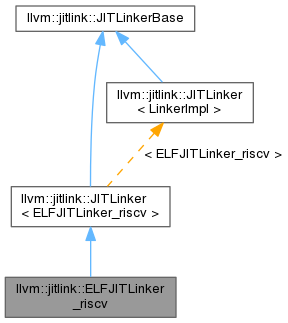 llvm::jitlink::JITLinkerBase
llvm::jitlink::JITLinker
< LinkerImpl >
< ELFJITLinker_riscv >
llvm::jitlink::JITLinker
< ELFJITLinker_riscv >
llvm::jitlink::ELFJITLinker
_riscv